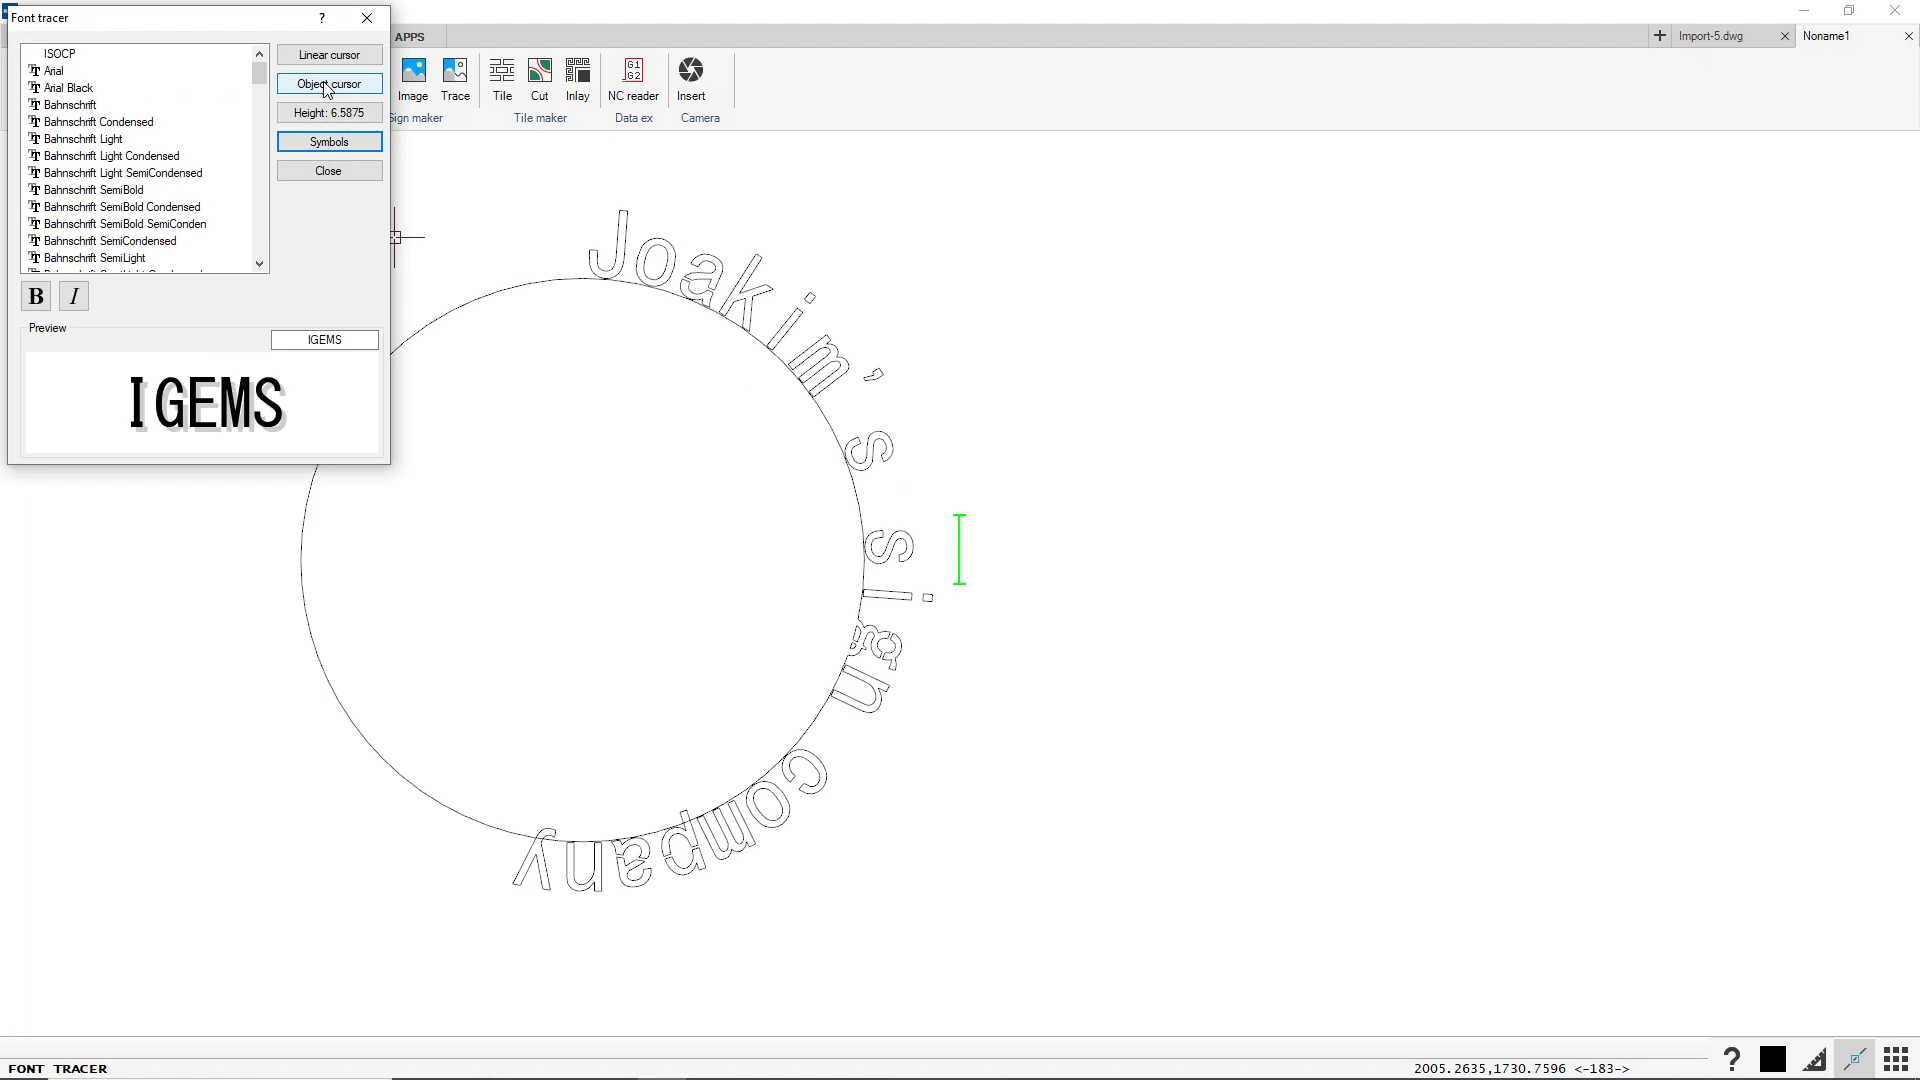 Font tracer
?
ISOCP
Arial
Arial Black
Bahnschrift
Bahnschrift Condensed
Bahnschrift Light
Bahnschrift Light Condensed
Bahnschrift Light SemiCondensed
Bahnschrift SemiBold
Bahnschrift SemiBold Condensed
Bahnschrift SemiBold SemiConden
Bahnschrift SemiCondensed
Bahnschrift SemiLight
Linear cursor
Object cursor
Height: 6.5875
Symbols
Close
B I
Preview
IGEMS
IGEMS
APPS
Import-5.dwg
Noname1
Image Trace Tile Cut Inlay NC reader Insert
G1
G2
Sign maker Tile maker Data ex Camera
Joakim's sign company
FONT TRACER
2005.2635,1730.7596 <-183->
?